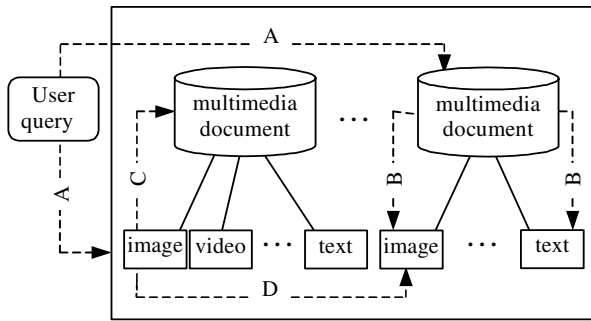 A
User
query
multimedia
document
...
multimedia
document
A
C
B
B
image
video
...
text
image
...
text
D